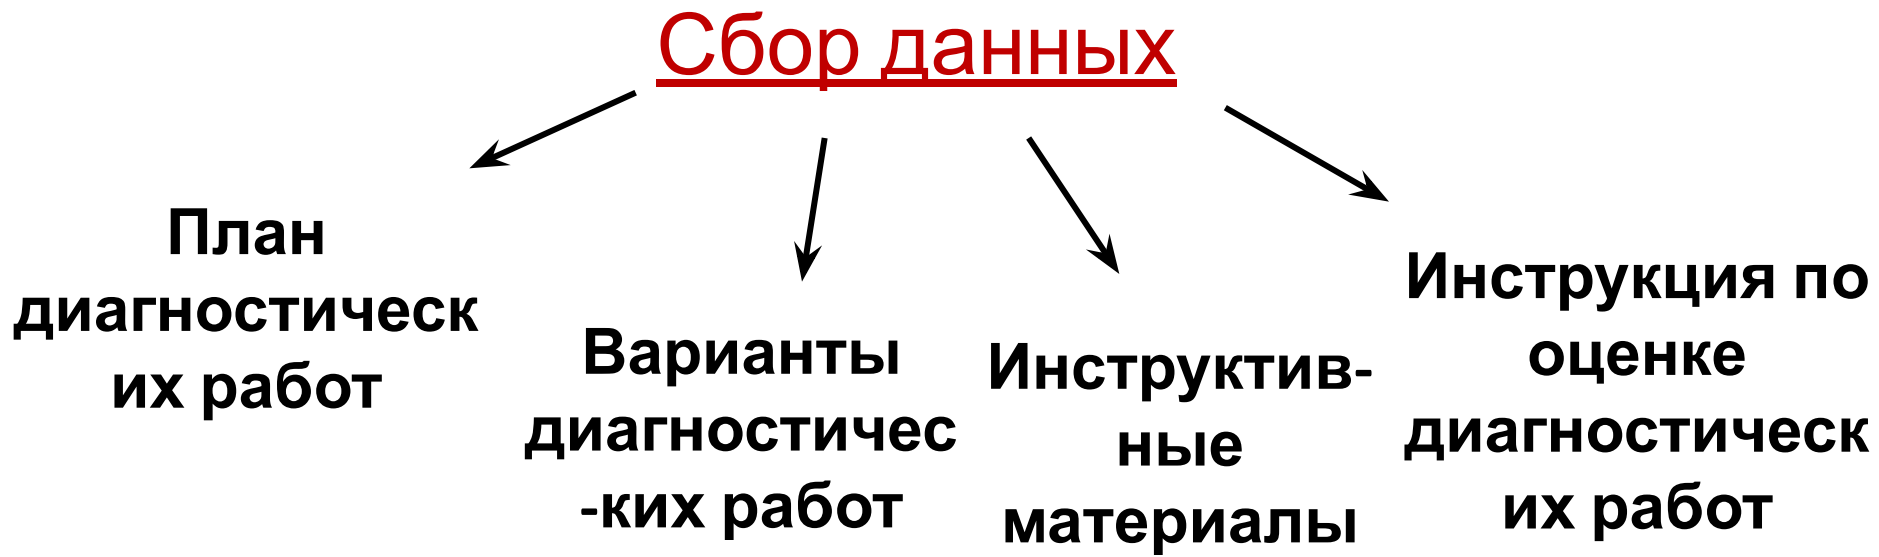 Сбор данных
План
диагностическ
их работ
Варианты
диагностичес
-ких работ
Инструктив-
ные
материалы
Инструкция по
оценке
диагностическ
их работ